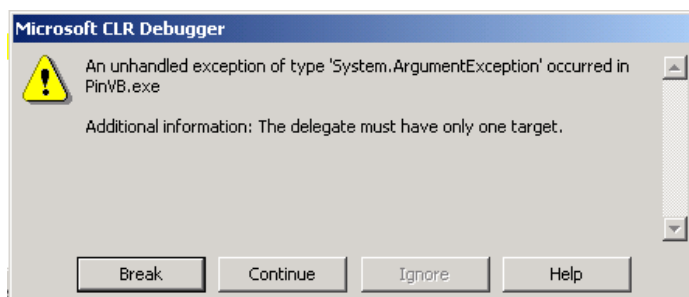 Microsoft CLR Debugger
An unhandled exception of type 'System.ArgumentException' occurred in
PinVB.exe
Additional information: The delegate must have only one target.
Break Continue Ignore Help